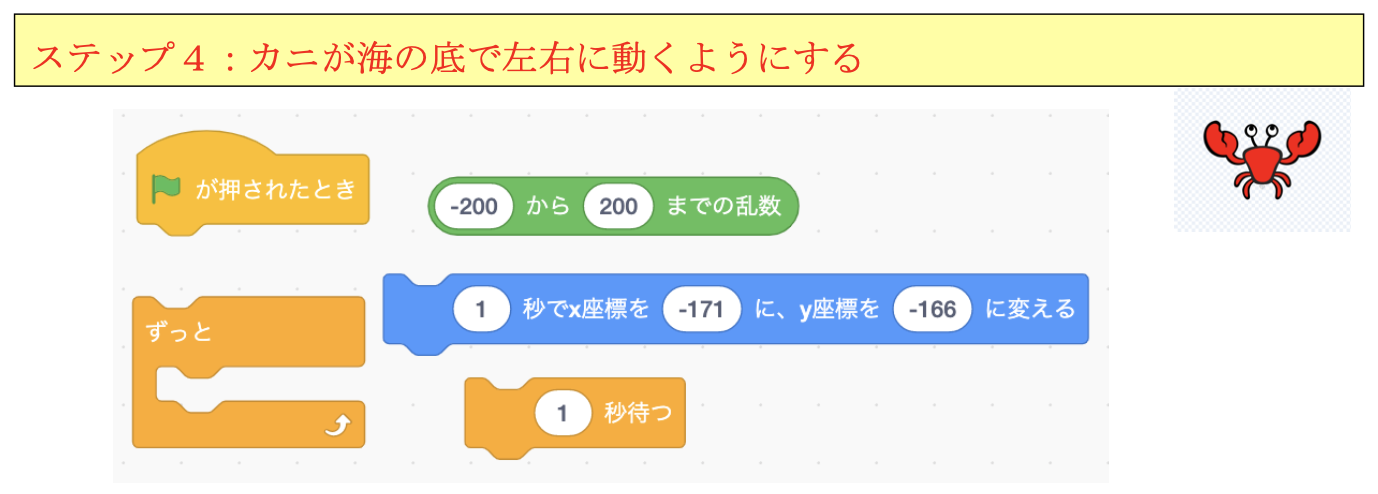 ステップ４：カニが海の底で左右に動くようにする
が押されたとき
-200 から 200 までの乱数
1 秒でx座標を -171 に、y座標を -166 に変える
ずっと
1 秒待つ